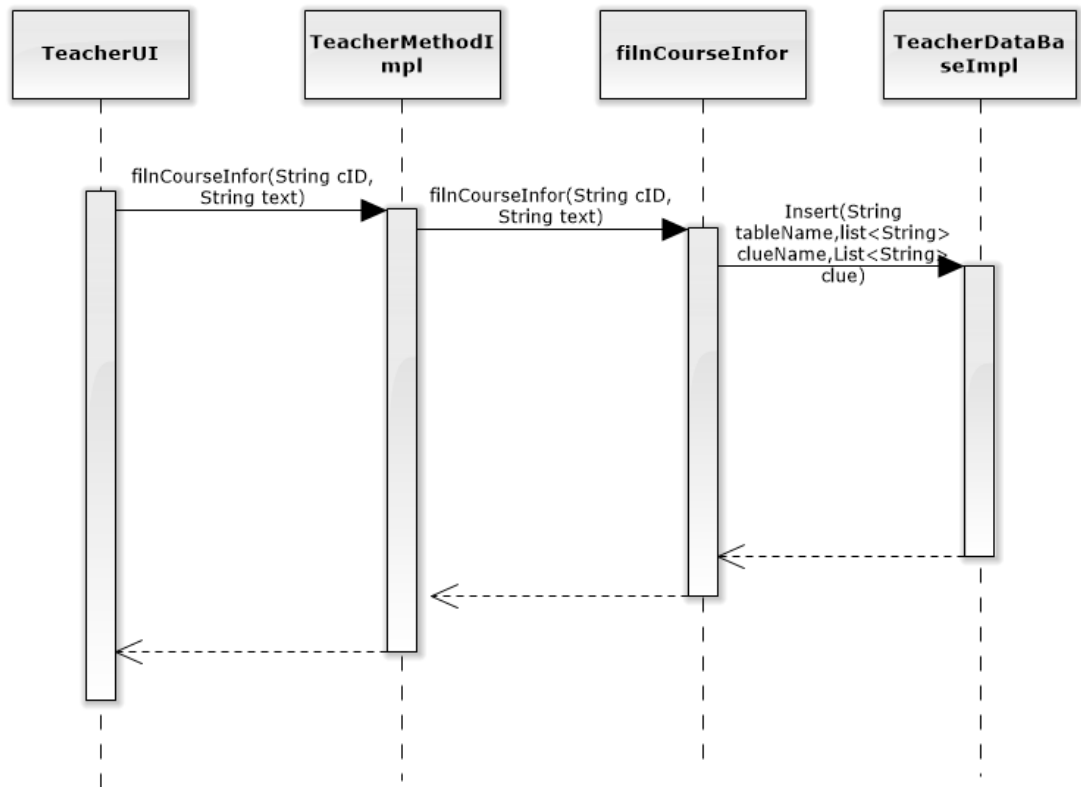 TeacherUI
TeacherMethodI
mpl
filnCourseInfor
TeacherDataBa
seImpl
filnCourseInfor(String cID,
String text)
filnCourseInfor(String cID,
String text)
Insert(String
tableName,list<String>
clueName,List<String>
clue)